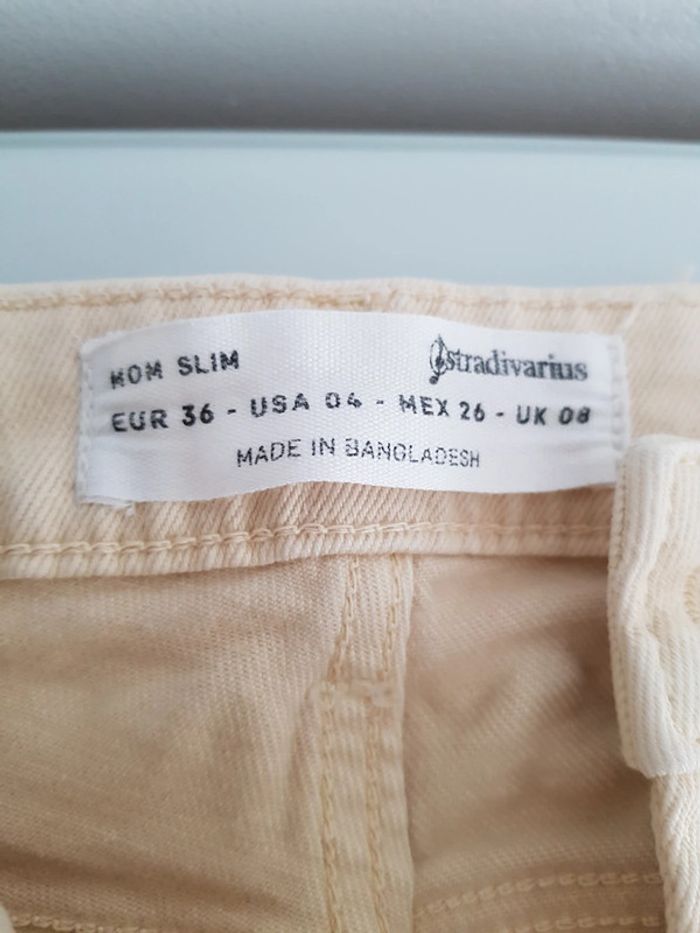 MOM SLIM stradivarius
EUR 36 - USA 04 - MEX 26 - UK 08
MADE IN BANGLADESH